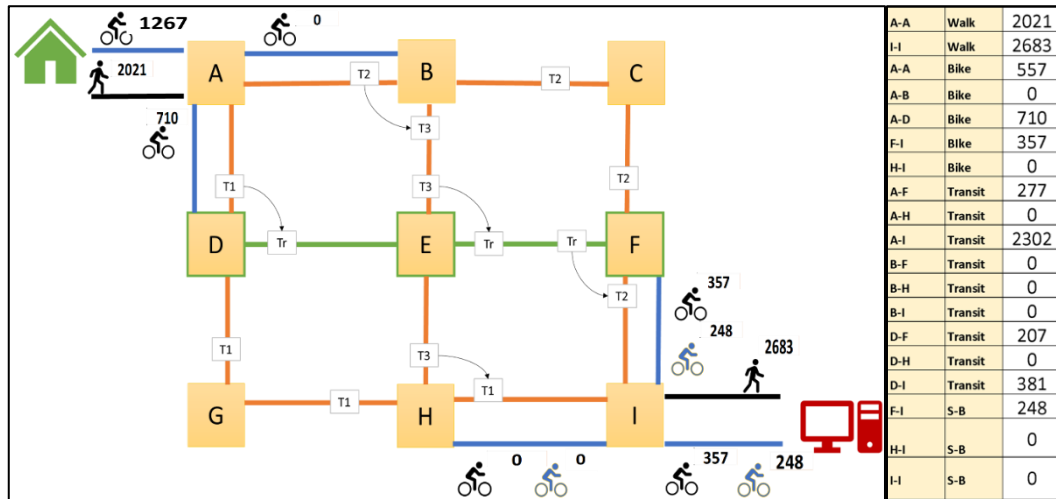 1267
0
2021
710
A
B
C
T2
T2
T3
T1
T3
T2
D
Tr
E
Tr
Tr
F
T2
357
248
2683
T1
T3
G
T1
H
T1
I
0
0
357
248
A-A Walk 2021
I-I Walk 2683
A-A Bike 557
A-B Bike 0
A-D Bike 710
F-I BIke 357
H-I Bike 0
A-F Transit 277
A-H Transit 0
A-I Transit 2302
B-F Transit 0
B-H Transit 0
B-I Transit 0
D-F Transit 207
D-H Transit 0
D-I Transit 381
F-I S-B 248
H-I S-B 0
I-I S-B 0